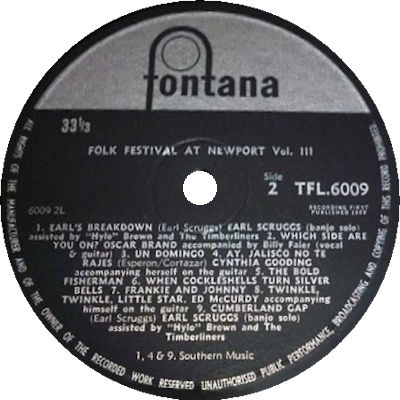 fontana
33 1/3
FOLK FESTIVAL AT NEWPORT Vol. III
Side
2
TFL.6009
6009 2L
RECORDING FIRST
PUBLISHED 1959
1. EARL'S BREAKDOWN (Earl Scruggs) EARL SCRUGGS (banjo solo)
assisted by "Hylo" Brown and The Timberliners 2. WHICH SIDE ARE
YOU ON? OSCAR BRAND accompanied by Billy Faier (vocal
& guitar) 3. UN DOMINGO 4. AY, JALISCO NO TE
RAJES (Esperon/Cortazar) CYNTHIA GOODING
accompanying herself on the guitar 5. THE BOLD
FISHERMAN 6. WHEN COCKLESHELLS TURN SILVER
BELLS 7. FRANKIE AND JOHNNY 8. TWINKLE,
TWINKLE, LITTLE STAR, ED McCURDY accompanying
himself on the guitar 9. CUMBERLAND GAP
(Earl Scruggs) EARL SCRUGGS (banjo solo)
assisted by "Hylo" Brown and The
Timberliners
1, 4 & 9. Southern Music
ALL RIGHTS OF THE MANUFACTURER AND OF THE OWNER OF THE RECORDED WORK RESERVED UNAUTHORISED PUBLIC PERFORMANCE, BROADCASTING AND COPYING OF THIS RECORD PROHIBITED